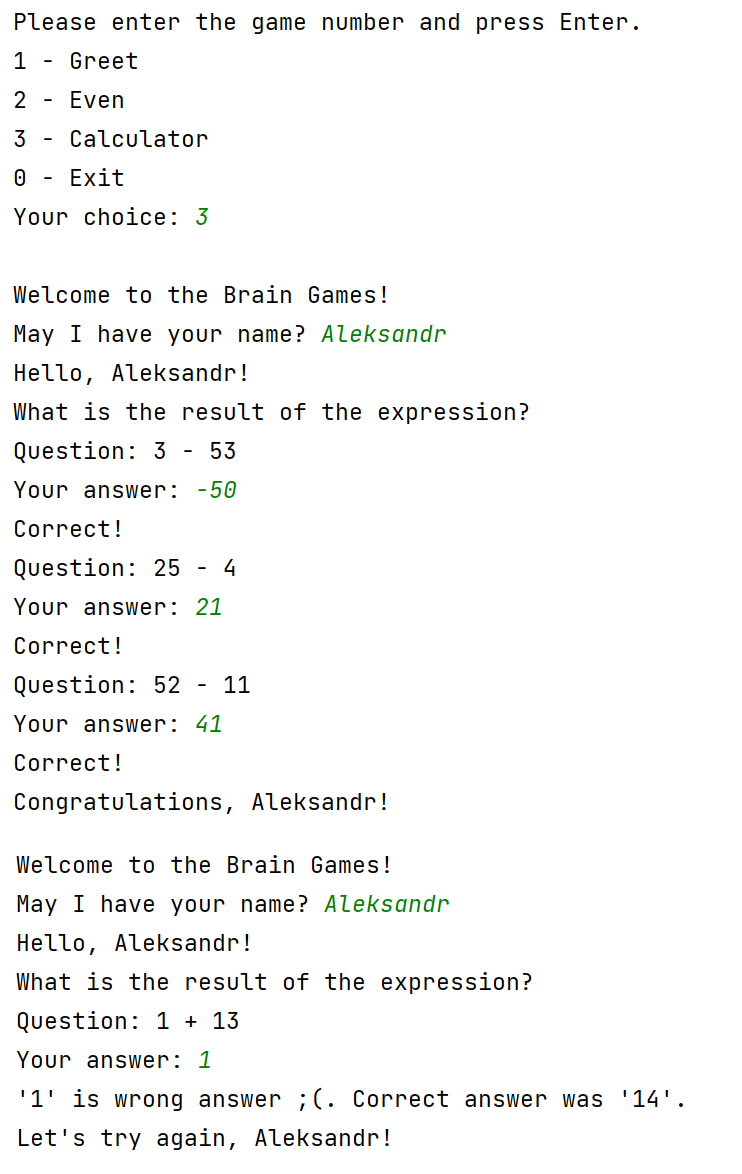 Please enter the game number and press Enter.
1 - Greet
2 - Even
3 - Calculator
0 - Exit
Your choice: 3
Welcome to the Brain Games!
May I have your name? Aleksandr
Hello, Aleksandr!
What is the result of the expression?
Question: 3 - 53
Your answer: -50
Correct!
Question: 25 - 4
Your answer: 21
Correct!
Question: 52 - 11
Your answer: 41
Correct!
Congratulations, Aleksandr!
Welcome to the Brain Games!
May I have your name? Aleksandr
Hello, Aleksandr!
What is the result of the expression?
Question: 1 + 13
Your answer: 1
'1' is wrong answer ;(. Correct answer was '14'.
Let's try again, Aleksandr!